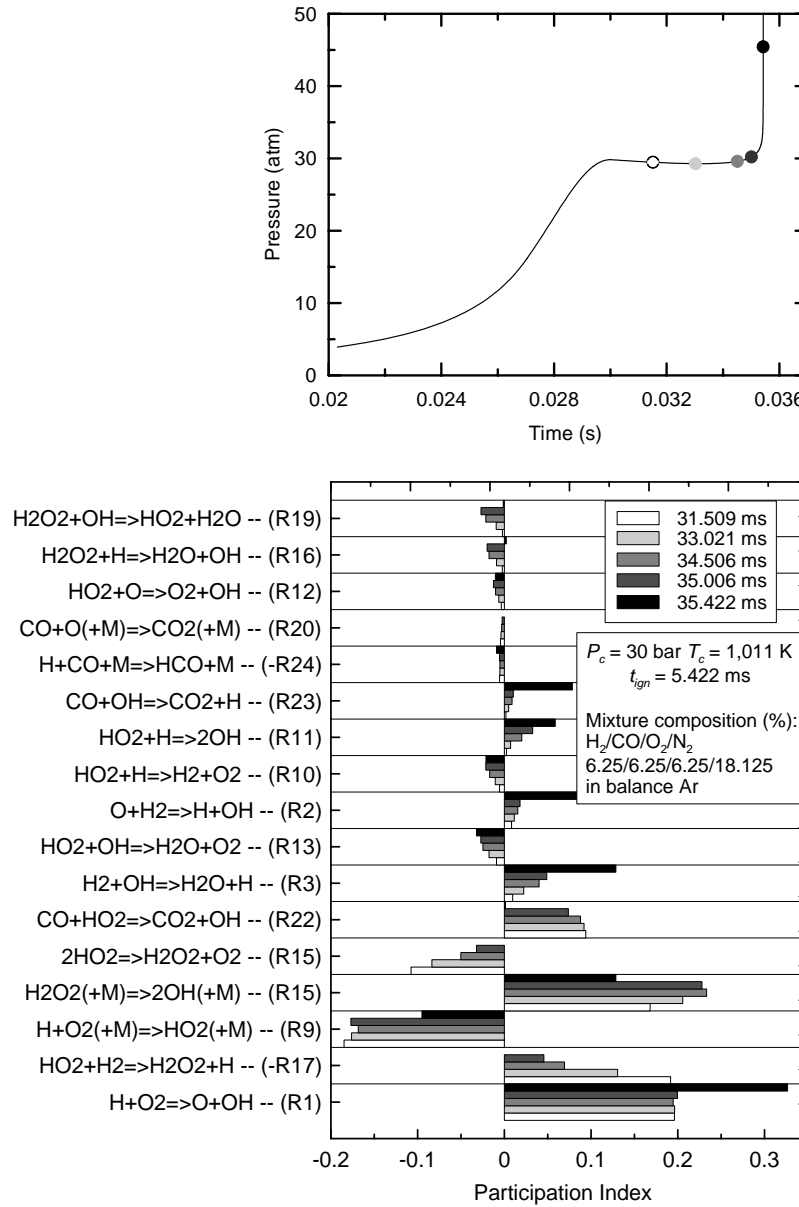 50
40
30
20
10
0
Pressure (atm)
0.02
0.024
0.028
0.032
0.036
Time (s)
H2O2+OH=>HO2+H2O -- (R19)
H2O2+H=>H2O+OH -- (R16)
HO2+O=>O2+OH -- (R12)
CO+O(+M)=>CO2(+M) -- (R20)
H+CO+M=>HCO+M -- (-R24)
CO+OH=>CO2+H -- (R23)
HO2+H=>2OH -- (R11)
HO2+H=>H2+O2 -- (R10)
O+H2=>H+OH -- (R2)
HO2+OH=>H2O+O2 -- (R13)
H2+OH=>H2O+H -- (R3)
CO+HO2=>CO2+OH -- (R22)
2HO2=>H2O2+O2 -- (R15)
H2O2(+M)=>2OH(+M) -- (R15)
H+O2(+M)=>HO2(+M) -- (R9)
HO2+H2=>H2O2+H -- (-R17)
H+O2=>O+OH -- (R1)
31.509 ms
33.021 ms
34.506 ms
35.006 ms
35.422 ms
P_c = 30 bar T_c = 1,011 K
t_ign = 5.422 ms
Mixture composition (%):
H₂/CO/O₂/N₂
6.25/6.25/6.25/18.125
in balance Ar
-0.2
-0.1
0
0.1
0.2
0.3
Participation Index